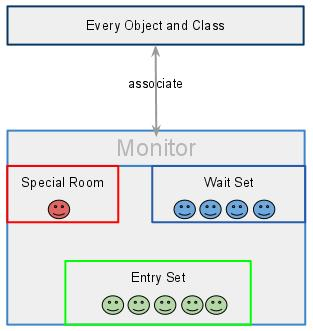 Every Object and Class
associate
Monitor
Special Room
Wait Set
Entry Set